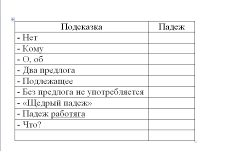 Подсказка Падеж
- Нет
- Кому
- О, об
- Два предлога
- Подлежащее
- Без предлога не употребляется
- «Щедрый падеж»
- Падеж работяга
- Что?